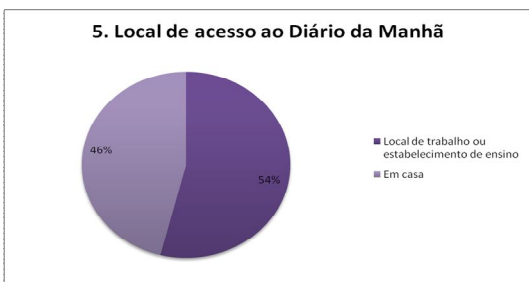 5. Local de acesso ao Diário da Manhã
46%
54%
Local de trabalho ou
estabelecimento de ensino
Em casa